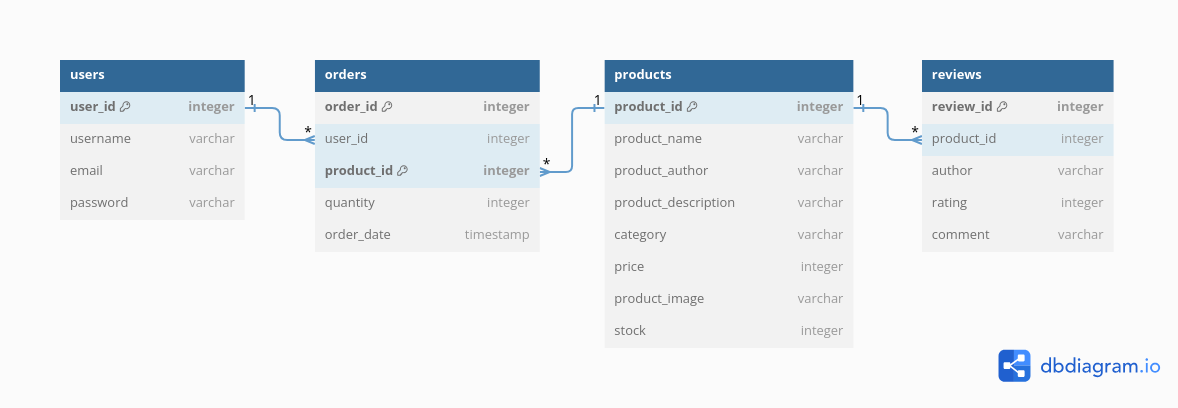 users
user_id integer
username varchar
email varchar
password varchar
1
*
orders
order_id integer
user_id integer
product_id integer
quantity integer
order_date timestamp
*
1
products
product_id integer
product_name varchar
product_author varchar
product_description varchar
category varchar
price integer
product_image varchar
stock integer
1
*
reviews
review_id integer
product_id integer
author varchar
rating integer
comment varchar
dbdiagram.io